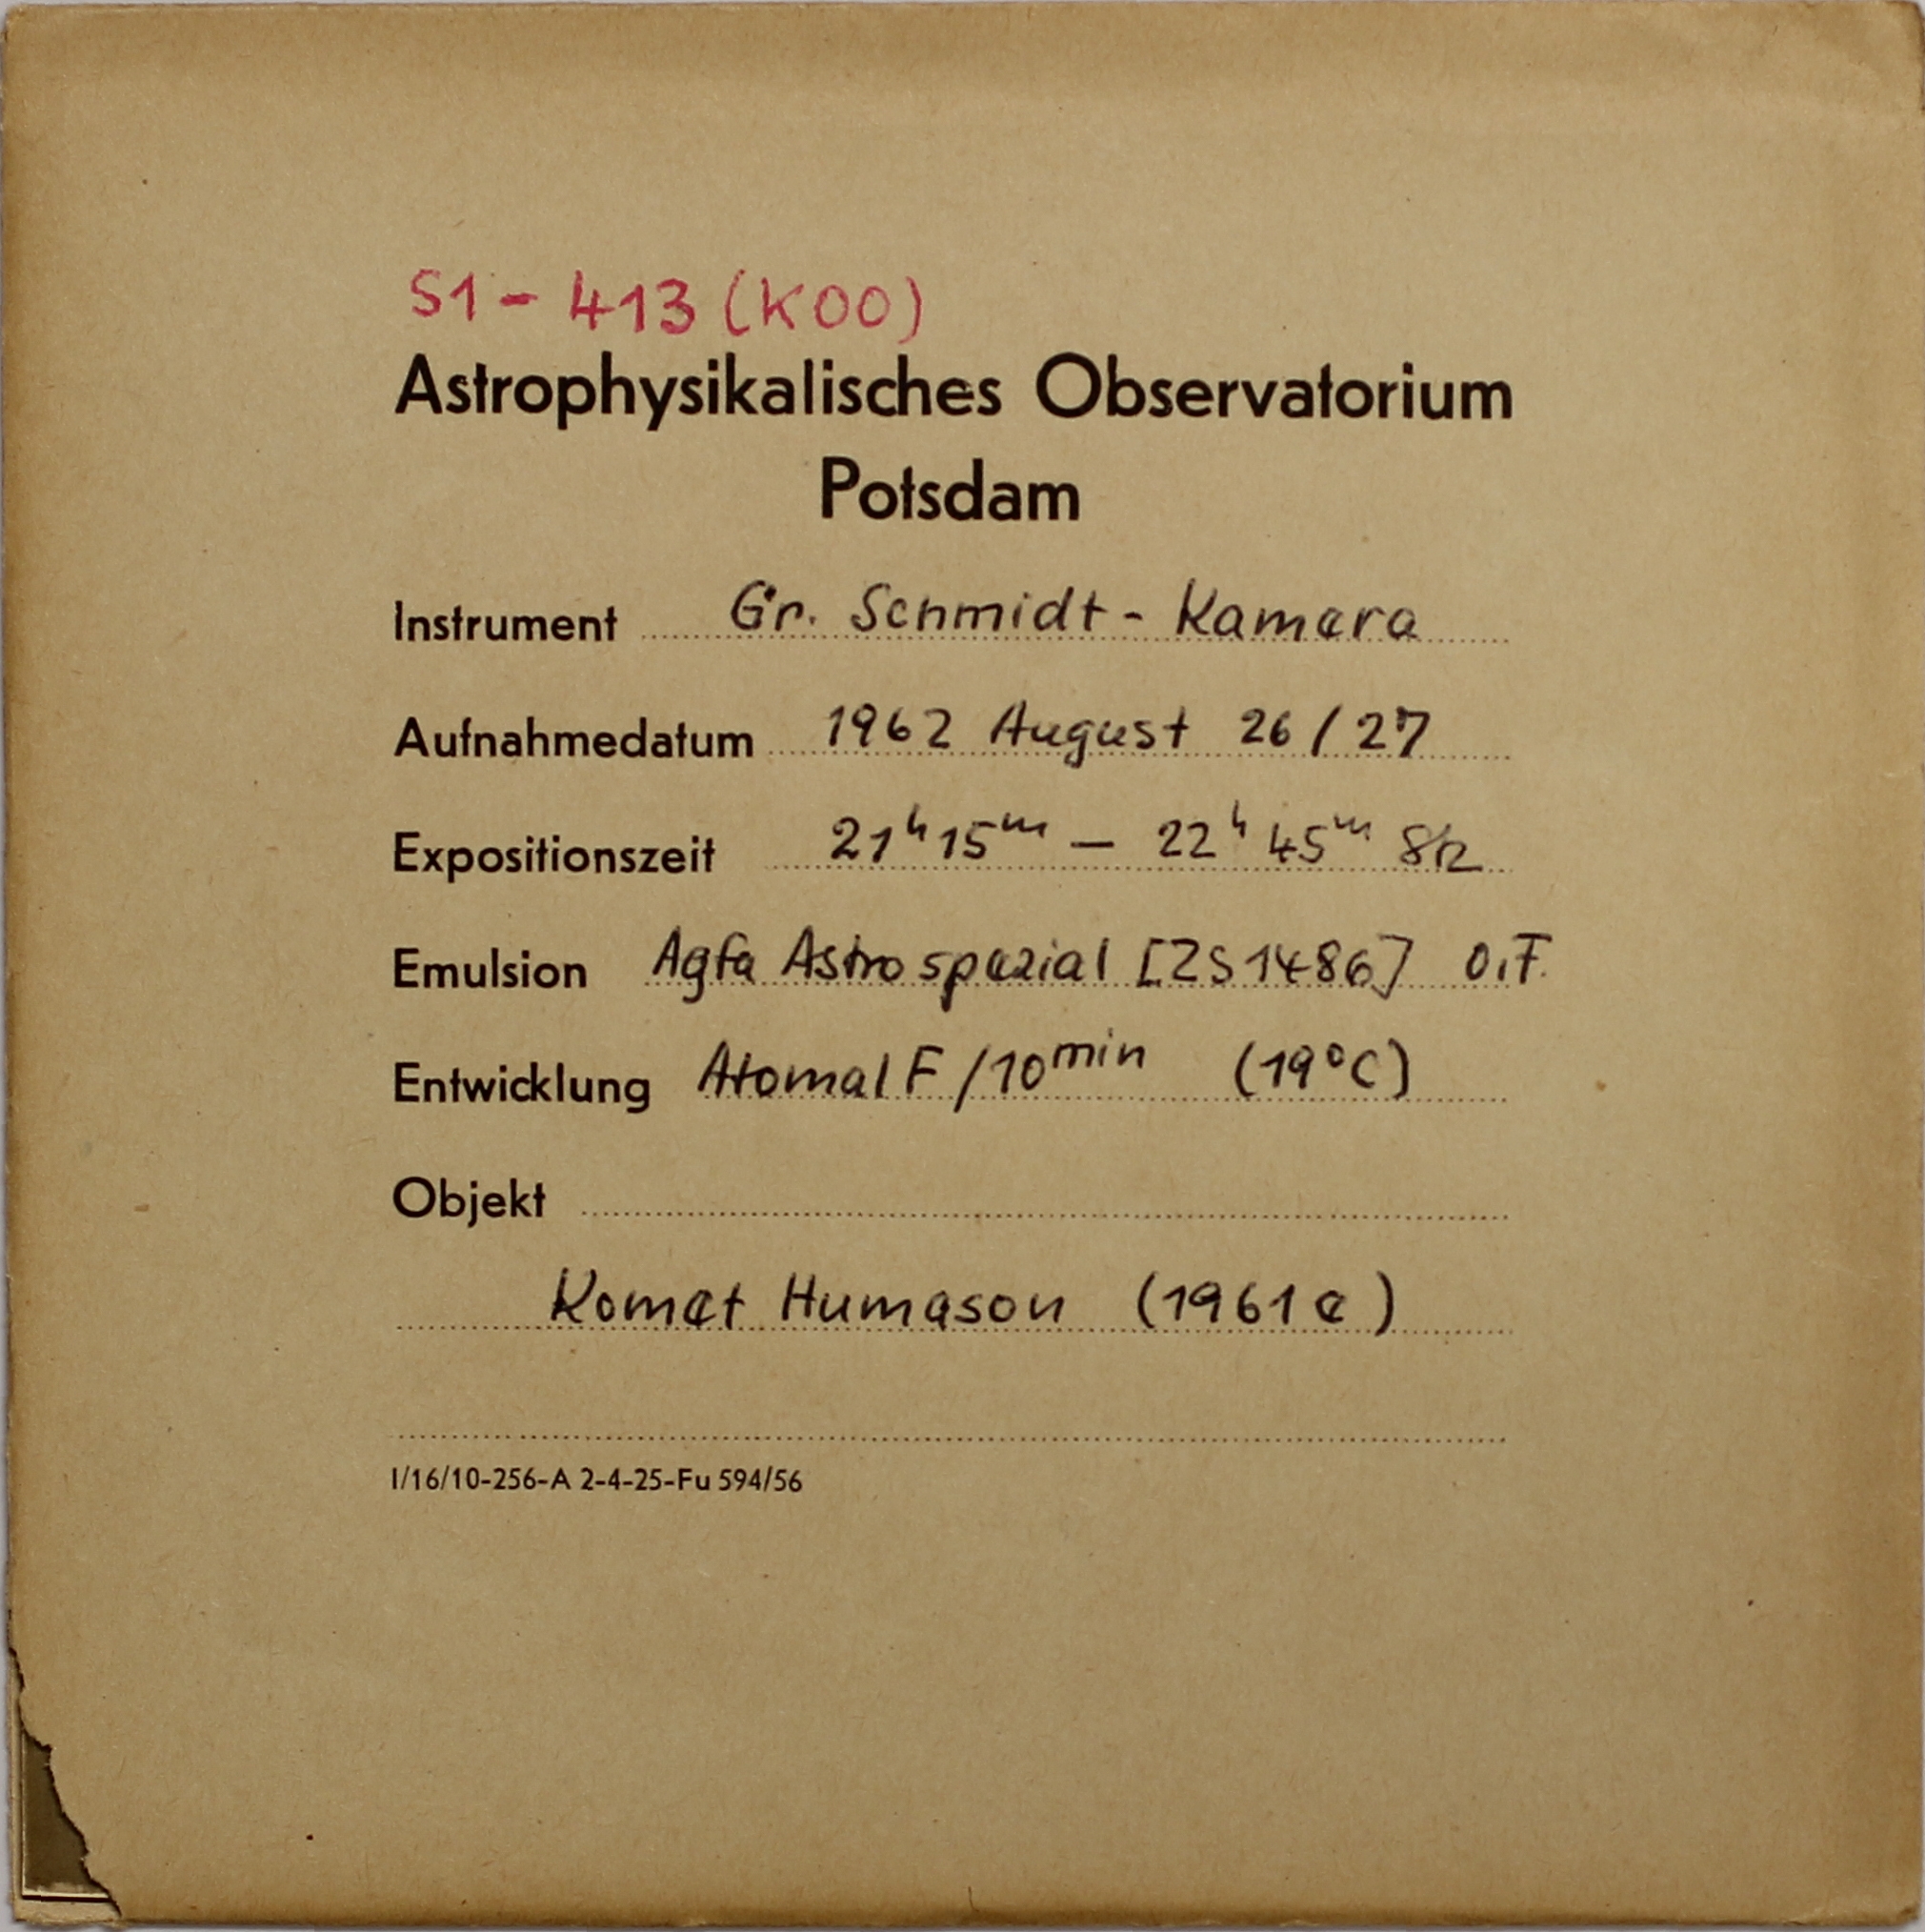 S1 - 413 (K00)
Astrophysikalisches Observatorium
Potsdam
Instrument Gr. Schmidt - Kamera
Aufnahmedatum 1962 August 26 / 27
Expositionszeit 21h 15m — 22h 45m
Emulsion Agfa Astrospezial [ZS1486] O.F.
Entwicklung Atomal F /10min (19°C)
Objekt
Komet Humason (1961e)
I/16/10-256-A 2-4-25-Fu 594/56